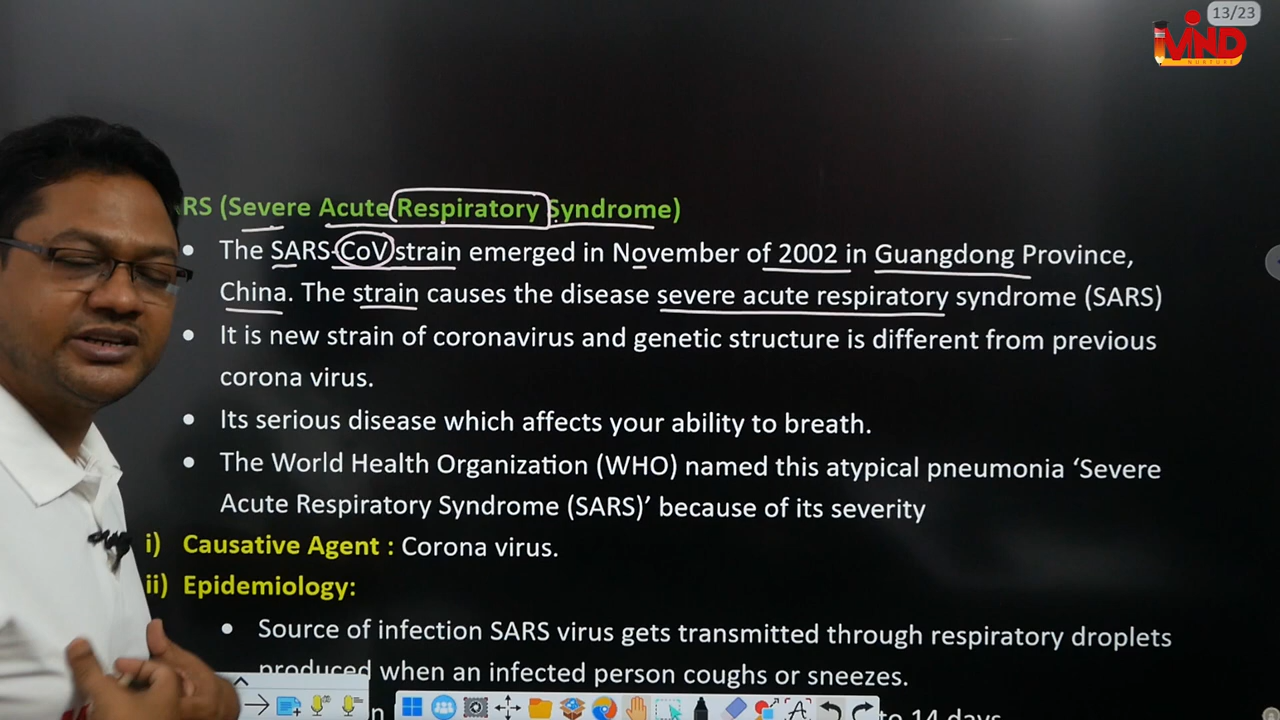 13/23
MIND
NURTURE
RS (Severe Acute Respiratory Syndrome)
• The SARS-CoV strain emerged in November of 2002 in Guangdong Province,
China. The strain causes the disease severe acute respiratory syndrome (SARS)
• It is new strain of coronavirus and genetic structure is different from previous
corona virus.
• Its serious disease which affects your ability to breath.
• The World Health Organization (WHO) named this atypical pneumonia ‘Severe
Acute Respiratory Syndrome (SARS)’ because of its severity
i) Causative Agent : Corona virus.
ii) Epidemiology:
• Source of infection SARS virus gets transmitted through respiratory droplets
produced when an infected person coughs or sneezes.
to 14 days